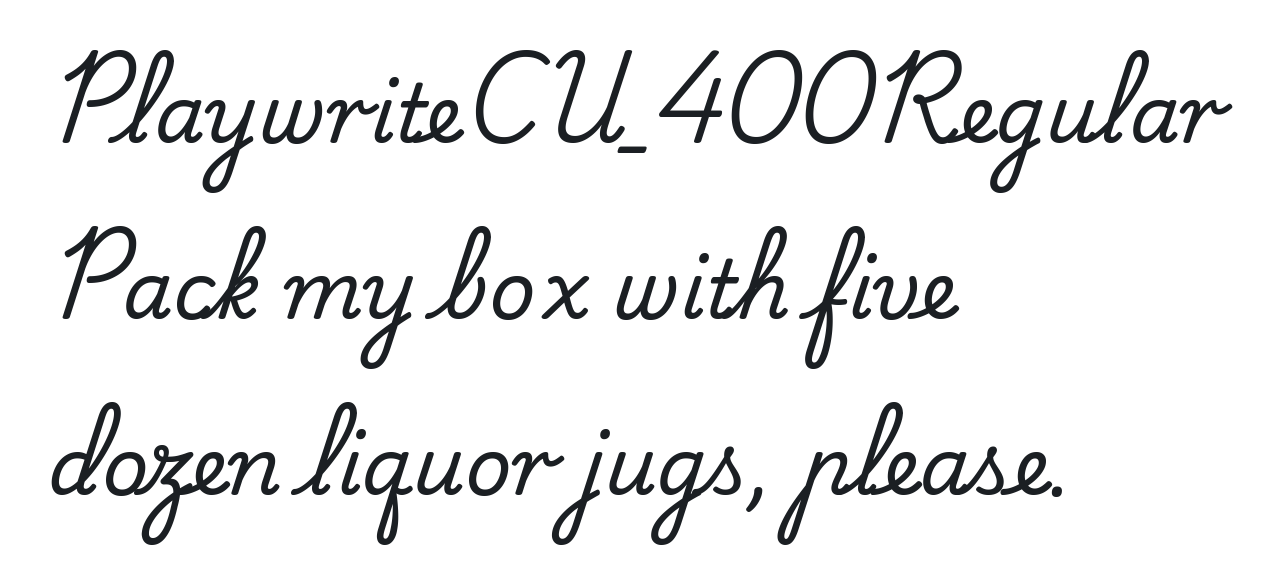 PlaywriteCU_400Regular
Pack my box with five
dozen liquor jugs, please.